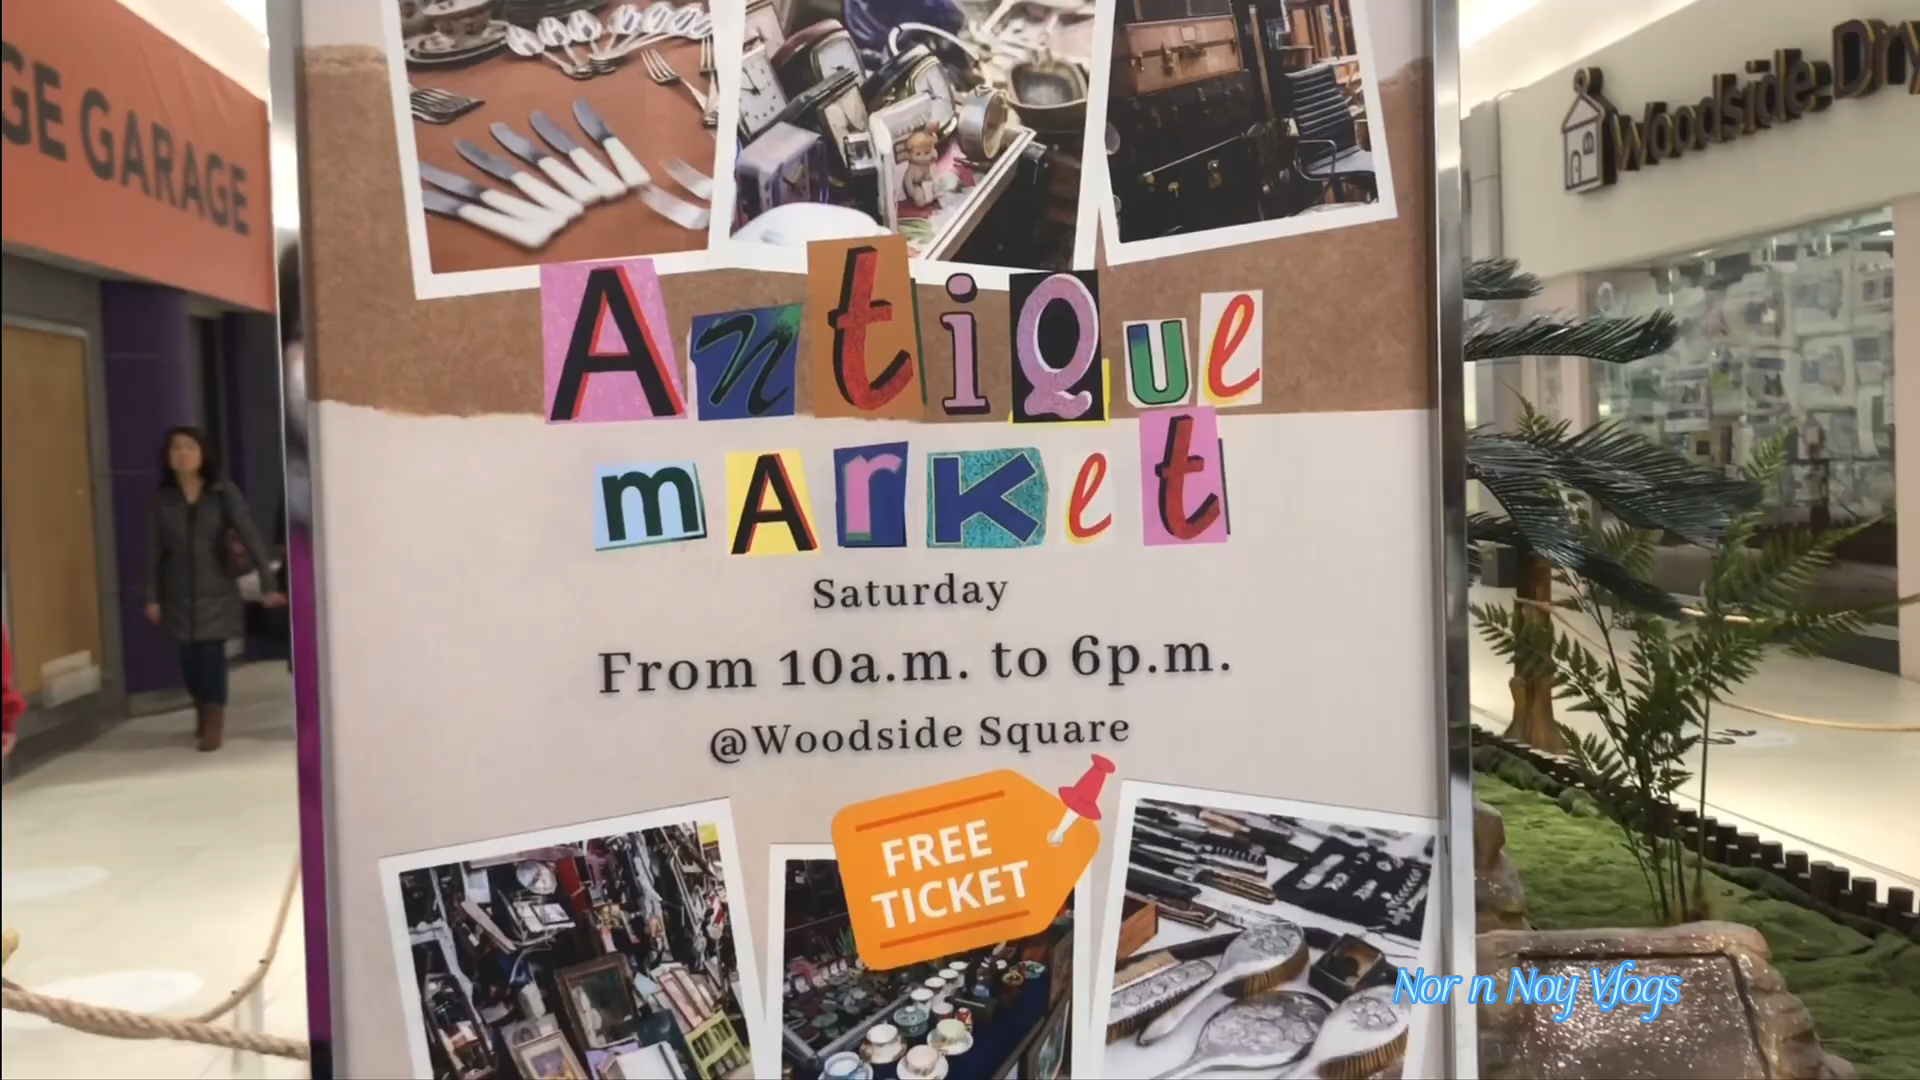 GE GARAGE
Woodside Dry
AntiQue
mArKet
Saturday
From 10a.m. to 6p.m.
@Woodside Square
FREE
TICKET
Nor n Noy Vlogs